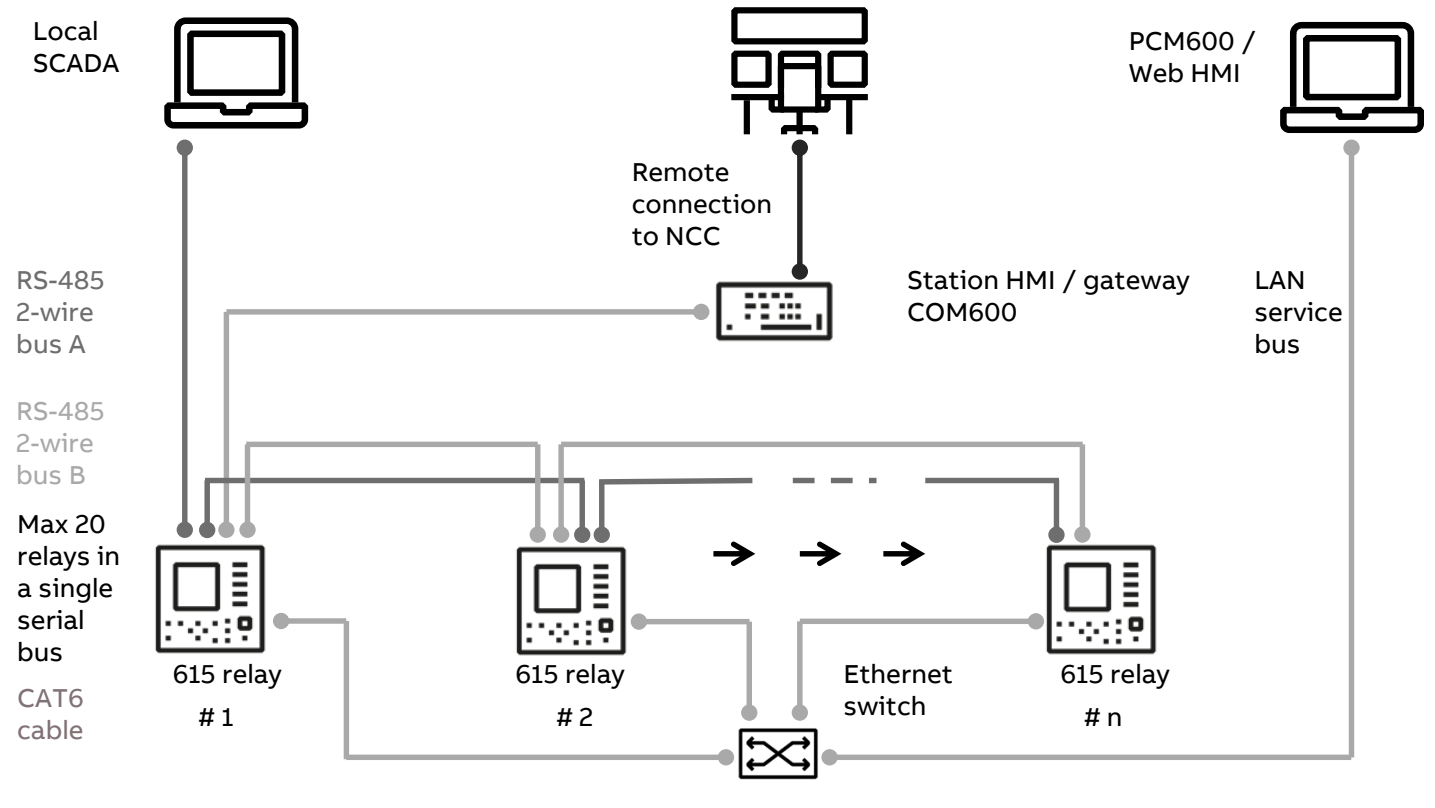 Local
SCADA
PCM600 /
Web HMI
Remote
connection
to NCC
RS-485
2-wire
bus A
Station HMI / gateway
COM600
LAN
service
bus
RS-485
2-wire
bus B
Max 20
relays in
a single
serial
bus
615 relay
# 1
615 relay
# 2
Ethernet
switch
615 relay
# n
CAT6
cable